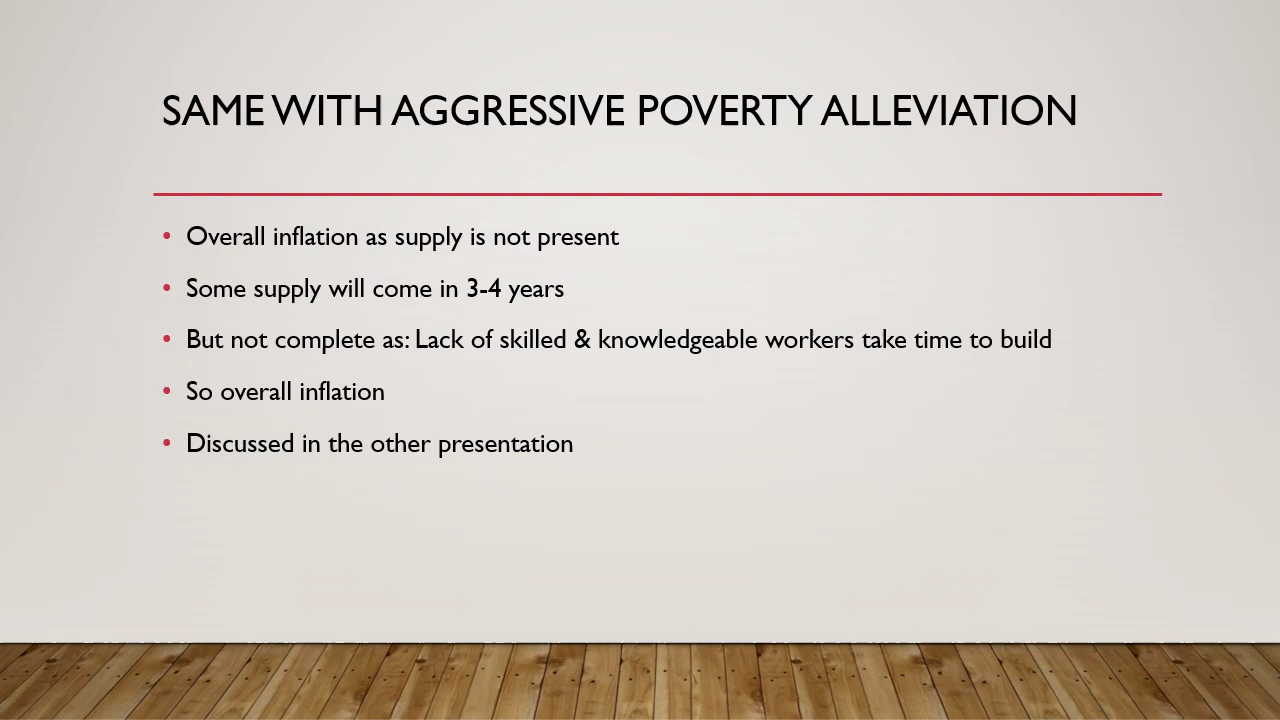 SAME WITH AGGRESSIVE POVERTY ALLEVIATION
• Overall inflation as supply is not present
• Some supply will come in 3-4 years
• But not complete as: Lack of skilled & knowledgeable workers take time to build
• So overall inflation
• Discussed in the other presentation